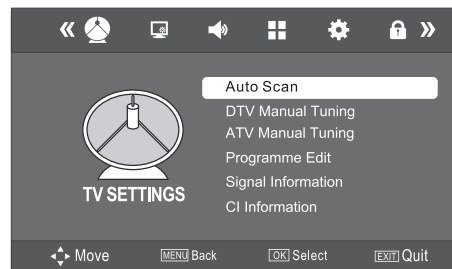 Auto Scan
DTV Manual Tuning
ATV Manual Tuning
Programme Edit
Signal Information
CI Information
TV SETTINGS
Move MENU Back OK Select EXIT Quit